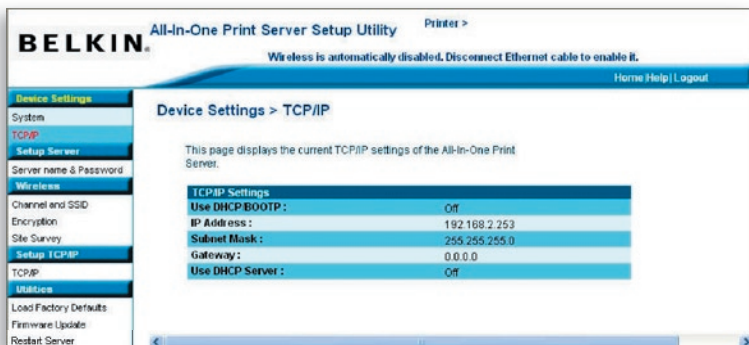 BELKIN.
All-In-One Print Server Setup Utility
Printer >
Wireless is automatically disabled. Disconnect Ethernet cable to enable it.
Home|Help|Logout
Device Settings
System
TCP/IP
Setup Server
Server name & Password
Wireless
Channel and SSID
Encryption
Site Survey
Setup TCP/IP
TCP/IP
Utilities
Load Factory Defaults
Firmware Update
Restart Server
Device Settings > TCP/IP
This page displays the current TCP/IP settings of the All-In-One Print
Server.
TCP/IP Settings
Use DHCP/BOOTP : Off
IP Address : 192.168.2.253
Subnet Mask : 255.255.255.0
Gateway : 0.0.0.0
Use DHCP Server : Off